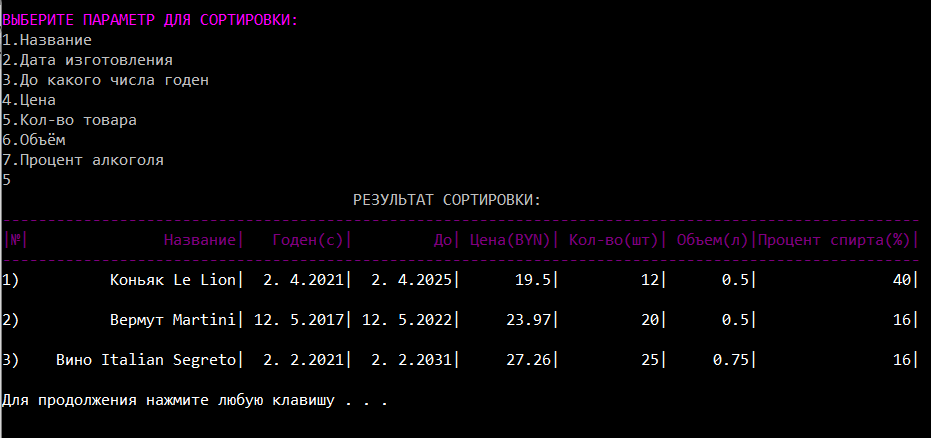 ВЫБЕРИТЕ ПАРАМЕТР ДЛЯ СОРТИРОВКИ:
1.Название
2.Дата изготовления
3.До какого числа годен
4.Цена
5.Кол-во товара
6.Объём
7.Процент алкоголя
5
РЕЗУЛЬТАТ СОРТИРОВКИ:
|№| Название| Годен(с)| До| Цена(BYN)| Кол-во(шт)| Объем(л)|Процент спирта(%)|
1) Коньяк Le Lion| 2. 4.2021| 2. 4.2025| 19.5| 12| 0.5| 40|
2) Вермут Martini| 12. 5.2017| 12. 5.2022| 23.97| 20| 0.5| 16|
3) Вино Italian Segreto| 2. 2.2021| 2. 2.2031| 27.26| 25| 0.75| 16|
Для продолжения нажмите любую клавишу . . .